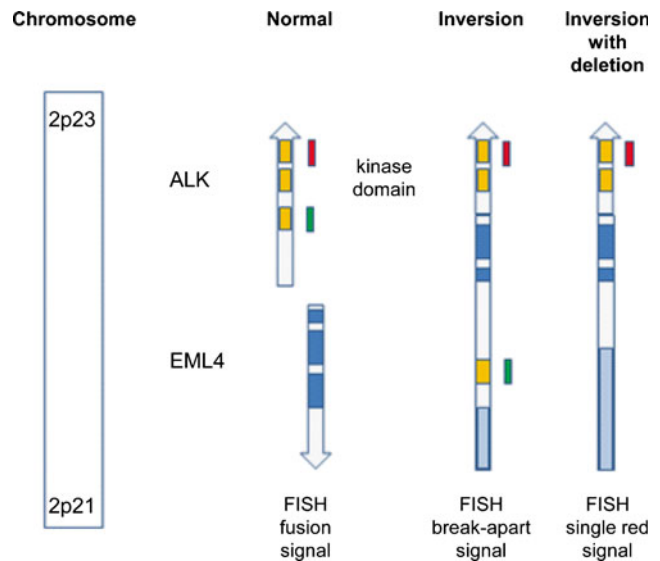 Chromosome
Normal
Inversion
Inversion
with
deletion
2p23
ALK
kinase
domain
EML4
2p21
FISH
fusion
signal
FISH
break-apart
signal
FISH
single red
signal